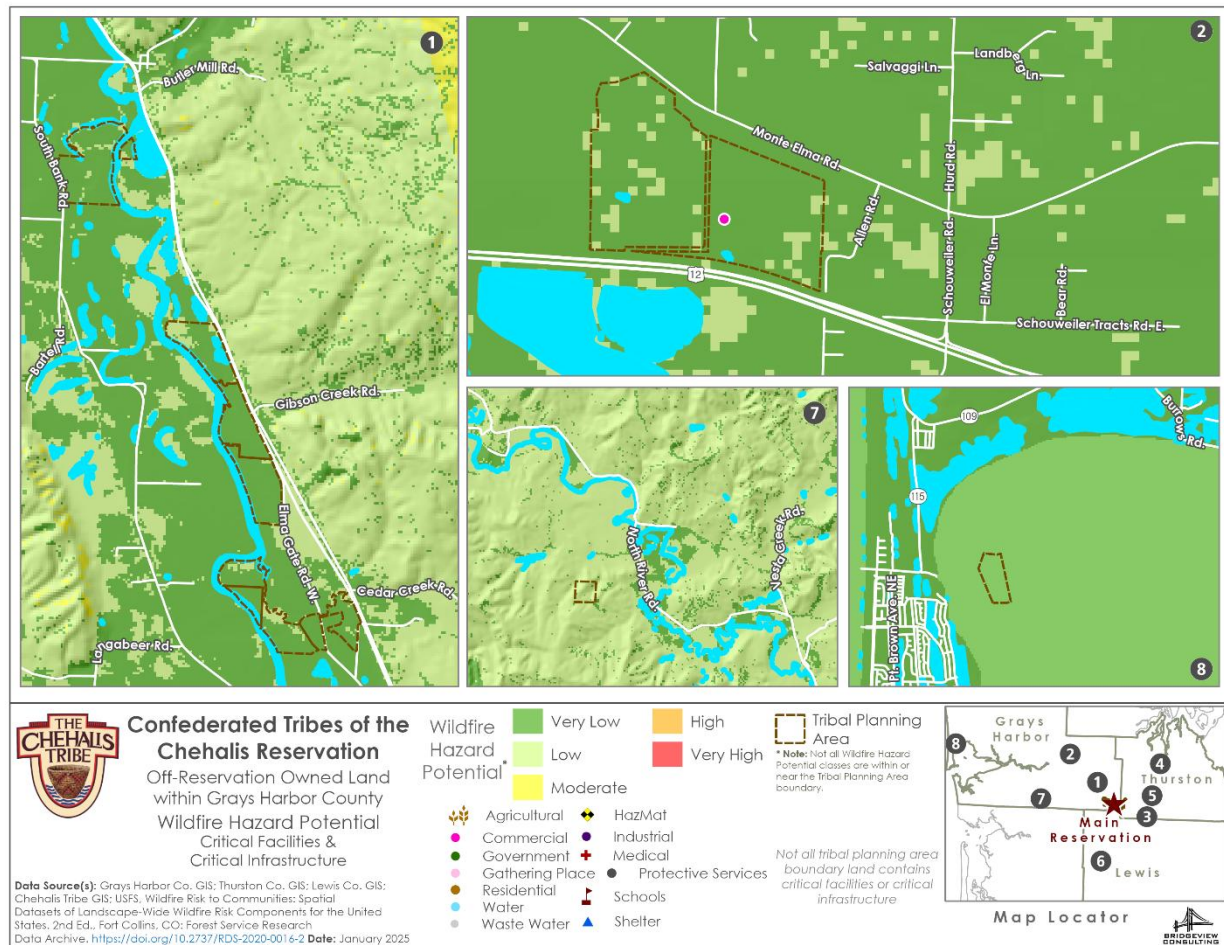 1
Butler Mill Rd.
South Bank Rd.
Bartell Rd.
Gibson Creek Rd.
Elma Gate Rd. W
Cedar Creek Rd.
Langabeer Rd.
2
Salvaggi Ln.
Landberg Ln.
Monte Elma Rd.
Hurd Rd.
Allen Rd.
12
Schouweiler Rd.
El Monte Ln.
Bear Rd.
Schouweiler Tracts Rd. E.
7
North River Rd.
Vesta Creek Rd.
109
Burrows Rd.
115
Pt. Brown Ave. NE
8
THE
CHEHALIS
TRIBE
Confederated Tribes of the
Chehalis Reservation
Off-Reservation Owned Land
within Grays Harbor County
Wildfire Hazard Potential
Critical Facilities &
Critical Infrastructure
Data Source(s): Grays Harbor Co. GIS; Thurston Co. GIS; Lewis Co. GIS;
Chehalis Tribe GIS; USFS, Wildfire Risk to Communities: Spatial
Datasets of Landscape-Wide Wildfire Risk Components for the United
States. 2nd Ed., Fort Collins, CO: Forest Service Research
Data Archive. https://doi.org/10.2737/RDS-2020-0016-2 Date: January 2025
Wildfire
Hazard
Potential*
Very Low
Low
Moderate
High
Very High
Tribal Planning
Area
* Note: Not all Wildfire Hazard
Potential classes are within or
near the Tribal Planning Area
boundary.
Agricultural
Commercial
Government
Gathering Place
Residential
Water
Waste Water
HazMat
Industrial
Medical
Protective Services
Schools
Shelter
Not all tribal planning area
boundary land contains
critical facilities or critical
infrastructure
Grays
Harbor
8
2
4
Thurston
1
5
7
3
Main
Reservation
6
Lewis
Map Locator
BRIDGEVIEW
CONSULTING